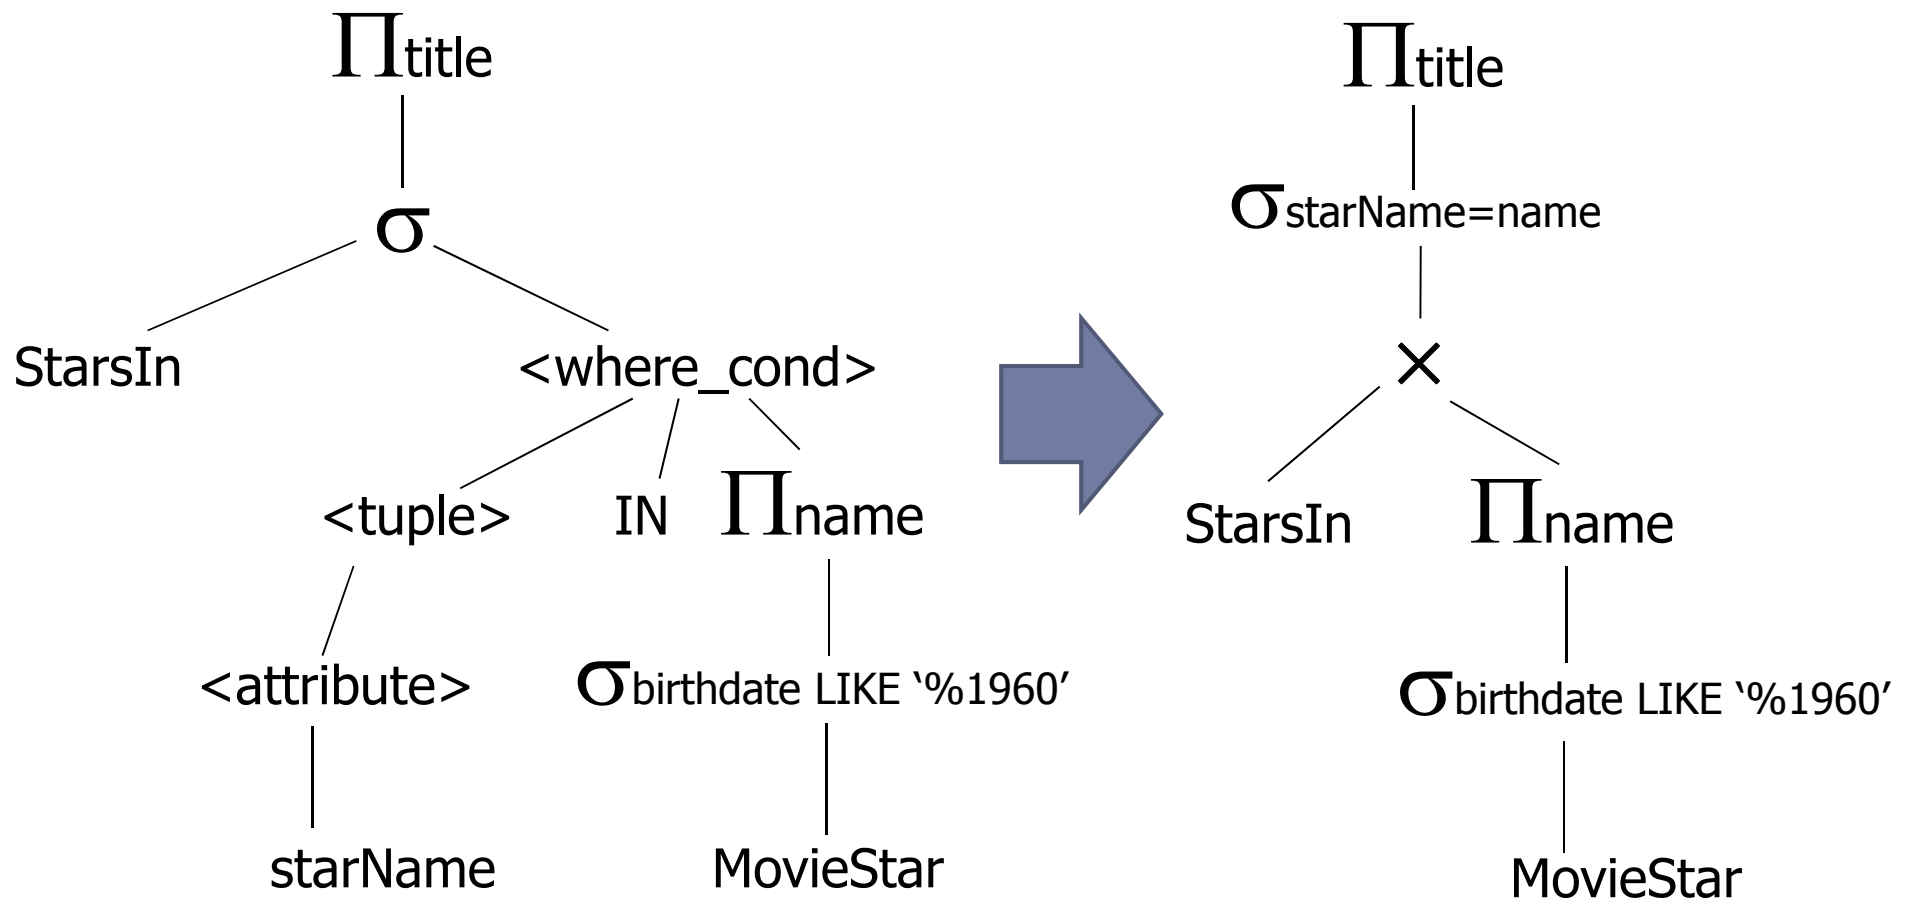 Πtitle
σ
StarsIn
<where_cond>
<tuple>
IN
Πname
<attribute>
σbirthdate LIKE ‘%1960’
starName
MovieStar
Πtitle
σstarName=name
×
StarsIn
Πname
σbirthdate LIKE ‘%1960’
MovieStar